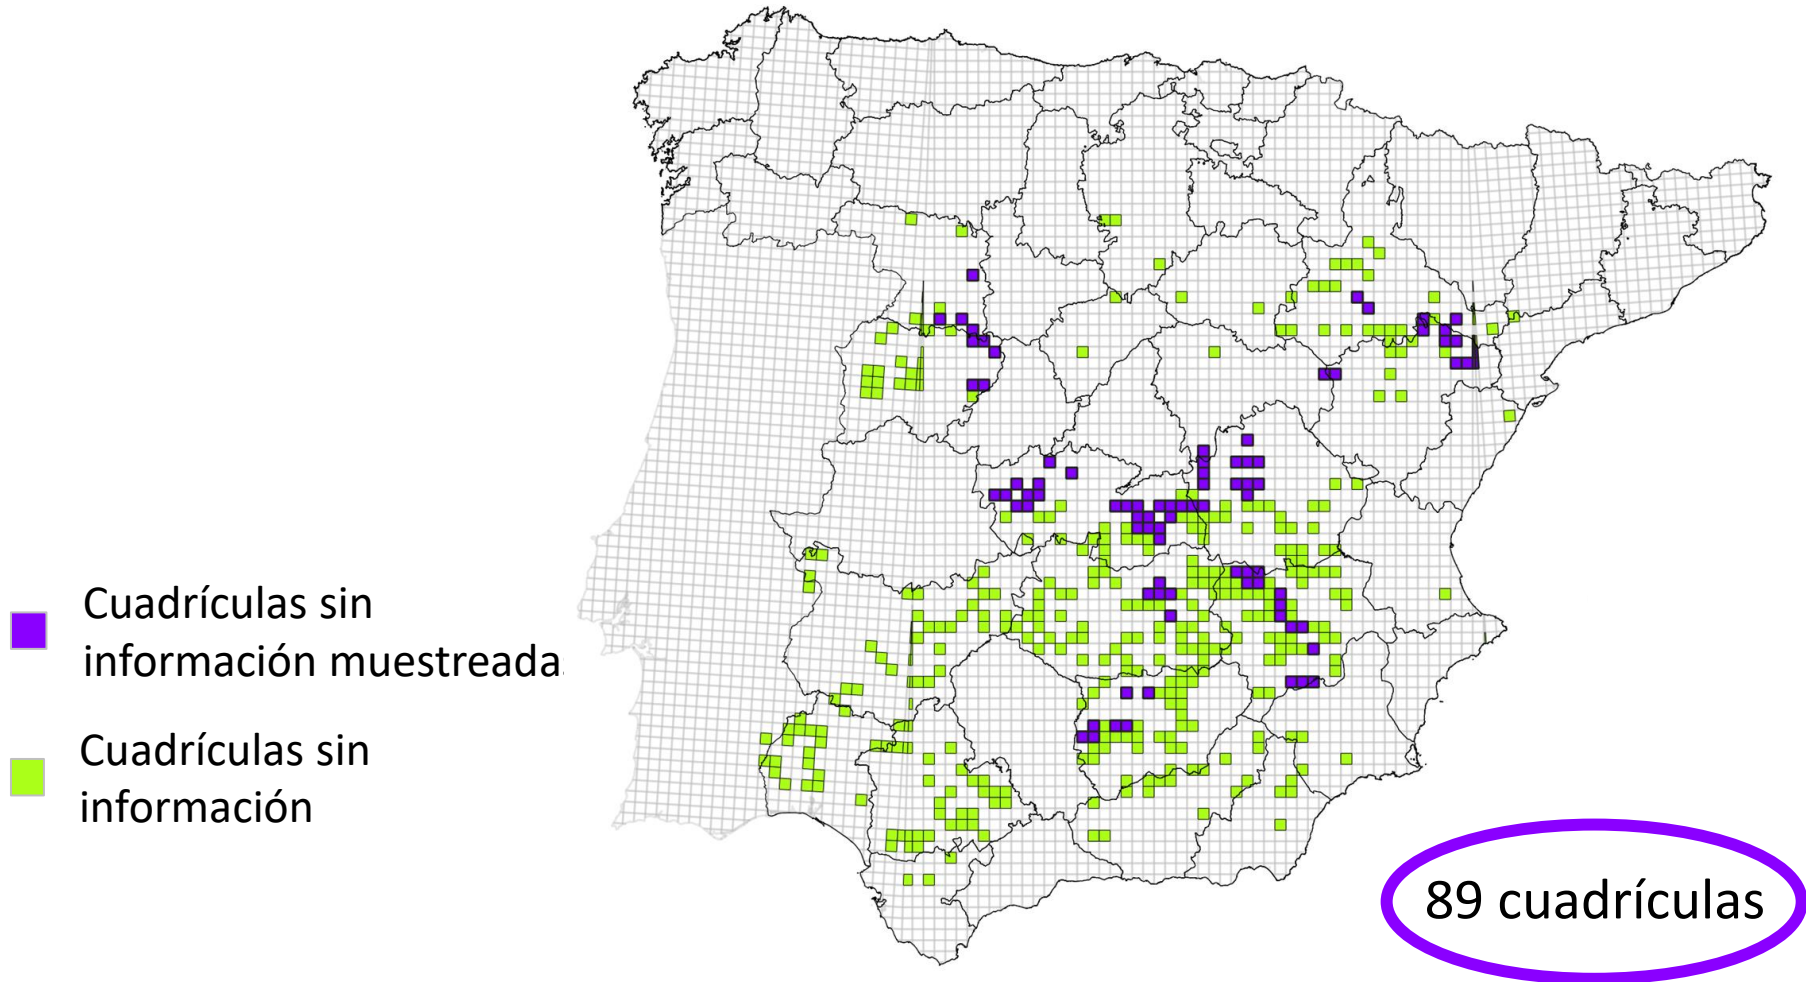 Cuadrículas sin
información muestreada
Cuadrículas sin
información
89 cuadrículas